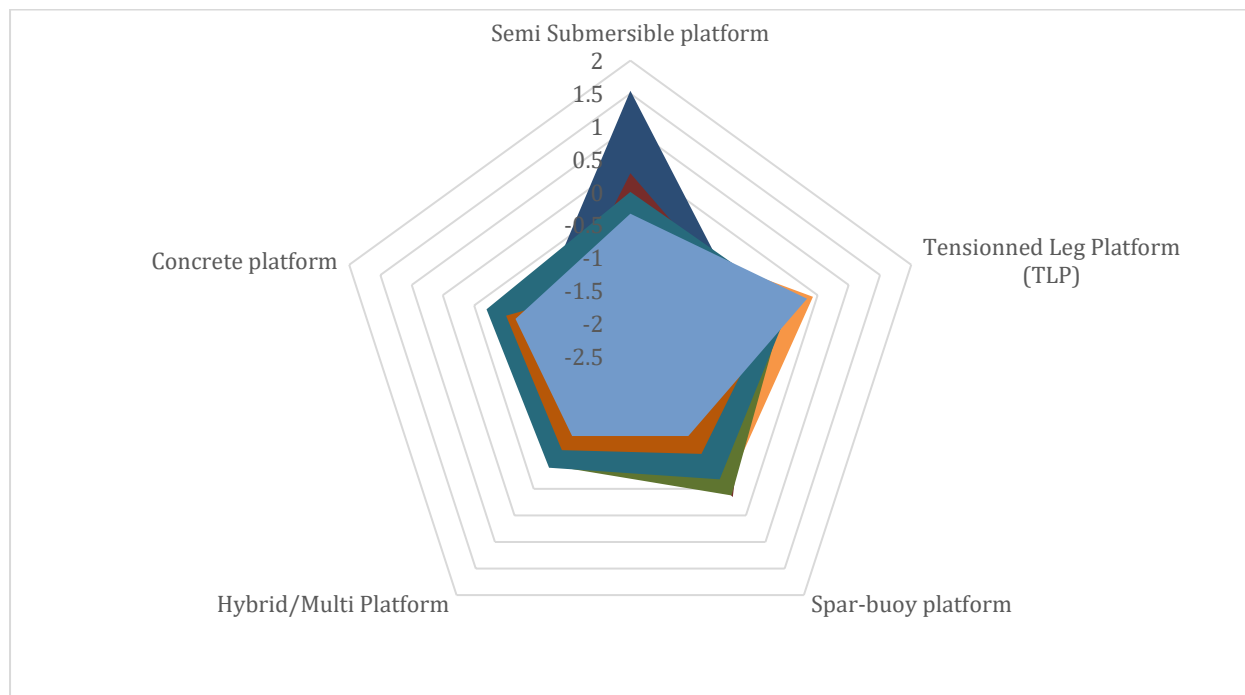 Semi Submersible platform
2
1.5
1
0.5
0
-0.5
-1
-1.5
-2
-2.5
Tensionned Leg Platform
(TLP)
Concrete platform
Hybrid/Multi Platform
Spar-buoy platform